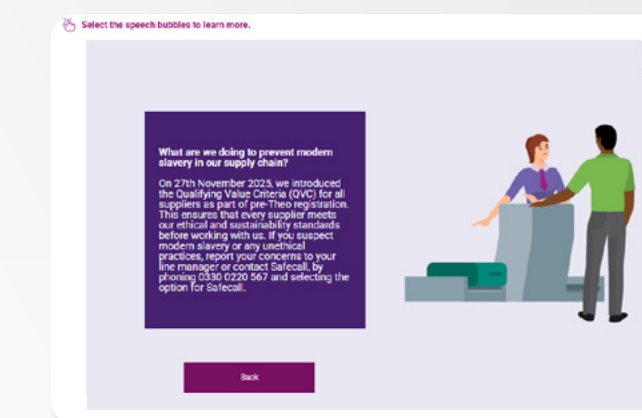 Select the speech bubbles to learn more.
What are we doing to prevent modern
slavery in our supply chain?
On 27th November 2025, we introduced
the Qualifying Value Criteria (QVC) for all
suppliers as part of pre-Theo registration.
This ensures that every supplier meets
our ethical and sustainability standards
before working with us. If you suspect
modern slavery or any unethical
practices, report your concerns to your
line manager or contact Safecall, by
phoning 0330 0220 567 and selecting the
option for Safecall.
Back